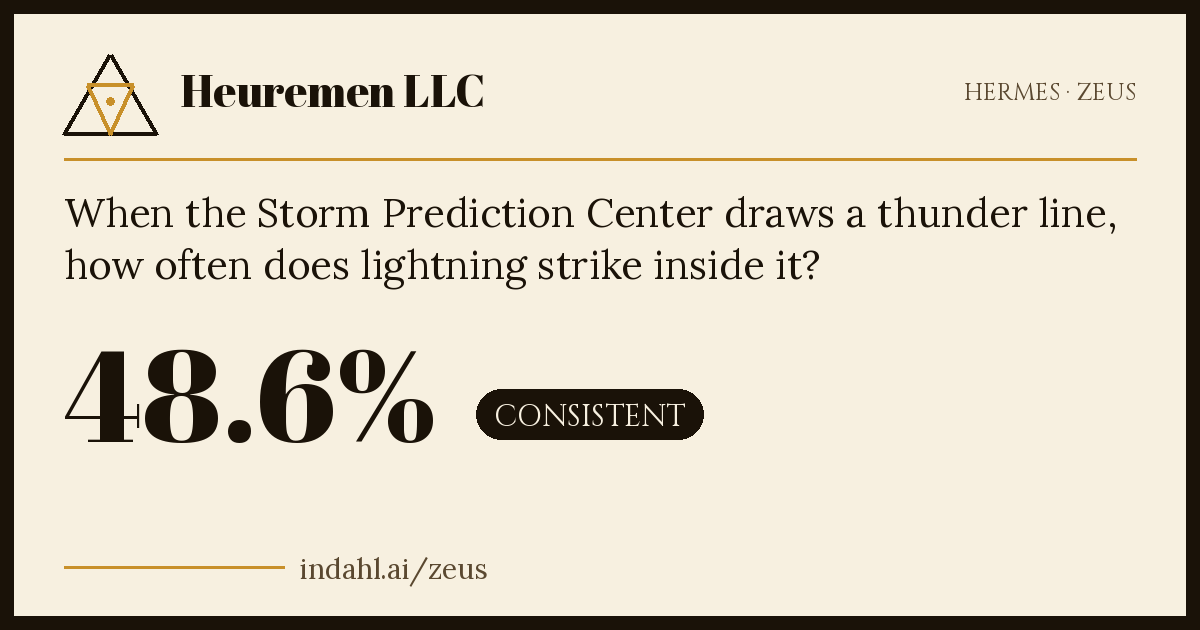 Heuremen LLC
HERMES · ZEUS
When the Storm Prediction Center draws a thunder line,
how often does lightning strike inside it?
48.6%
CONSISTENT
indahl.ai/zeus